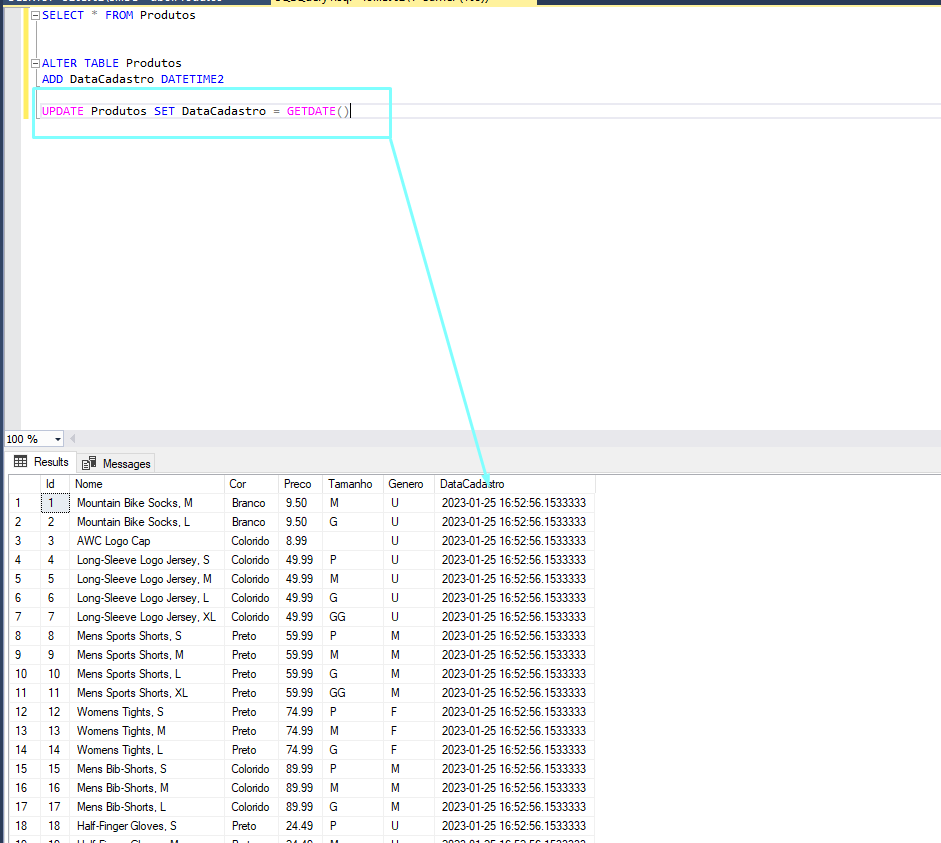 SELECT * FROM Produtos
ALTER TABLE Produtos
ADD DataCadastro DATETIME2
UPDATE Produtos SET DataCadastro = GETDATE()
100 %
Results Messages
Id Nome Cor Preco Tamanho Genero DataCadastro
1 1 Mountain Bike Socks, M Branco 9.50 M U 2023-01-25 16:52:56.1533333
2 2 Mountain Bike Socks, L Branco 9.50 G U 2023-01-25 16:52:56.1533333
3 3 AWC Logo Cap Colorido 8.99 U 2023-01-25 16:52:56.1533333
4 4 Long-Sleeve Logo Jersey, S Colorido 49.99 P U 2023-01-25 16:52:56.1533333
5 5 Long-Sleeve Logo Jersey, M Colorido 49.99 M U 2023-01-25 16:52:56.1533333
6 6 Long-Sleeve Logo Jersey, L Colorido 49.99 G U 2023-01-25 16:52:56.1533333
7 7 Long-Sleeve Logo Jersey, XL Colorido 49.99 GG U 2023-01-25 16:52:56.1533333
8 8 Mens Sports Shorts, S Preto 59.99 P M 2023-01-25 16:52:56.1533333
9 9 Mens Sports Shorts, M Preto 59.99 M M 2023-01-25 16:52:56.1533333
10 10 Mens Sports Shorts, L Preto 59.99 G M 2023-01-25 16:52:56.1533333
11 11 Mens Sports Shorts, XL Preto 59.99 GG M 2023-01-25 16:52:56.1533333
12 12 Womens Tights, S Preto 74.99 P F 2023-01-25 16:52:56.1533333
13 13 Womens Tights, M Preto 74.99 M F 2023-01-25 16:52:56.1533333
14 14 Womens Tights, L Preto 74.99 G F 2023-01-25 16:52:56.1533333
15 15 Mens Bib-Shorts, S Colorido 89.99 P M 2023-01-25 16:52:56.1533333
16 16 Mens Bib-Shorts, M Colorido 89.99 M M 2023-01-25 16:52:56.1533333
17 17 Mens Bib-Shorts, L Colorido 89.99 G M 2023-01-25 16:52:56.1533333
18 18 Half-Finger Gloves, S Preto 24.49 P U 2023-01-25 16:52:56.1533333